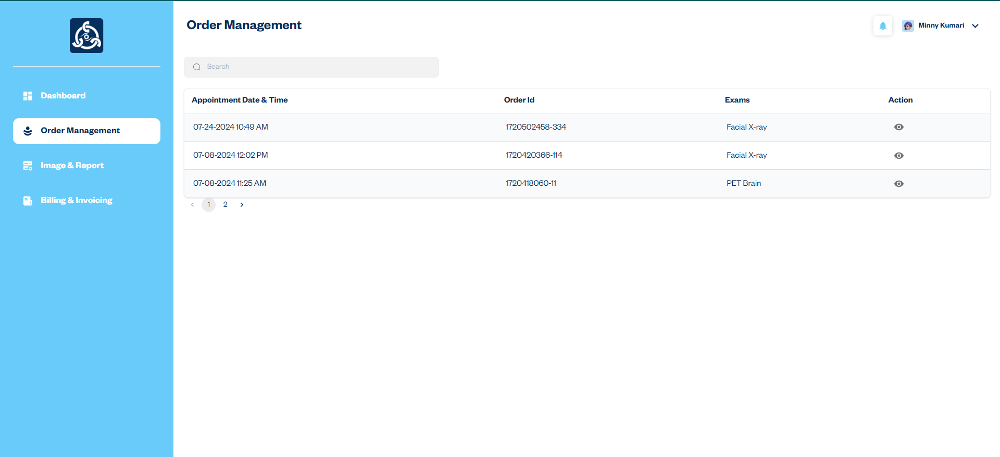 Order Management
Minny Kumari
Search
Dashboard
Order Management
Image & Report
Billing & Invoicing
Appointment Date & Time Order Id Exams Action
07-24-2024 10:49 AM 1720502458-334 Facial X-ray
07-08-2024 12:02 PM 1720420366-114 Facial X-ray
07-08-2024 11:25 AM 1720418060-11 PET Brain
1 2